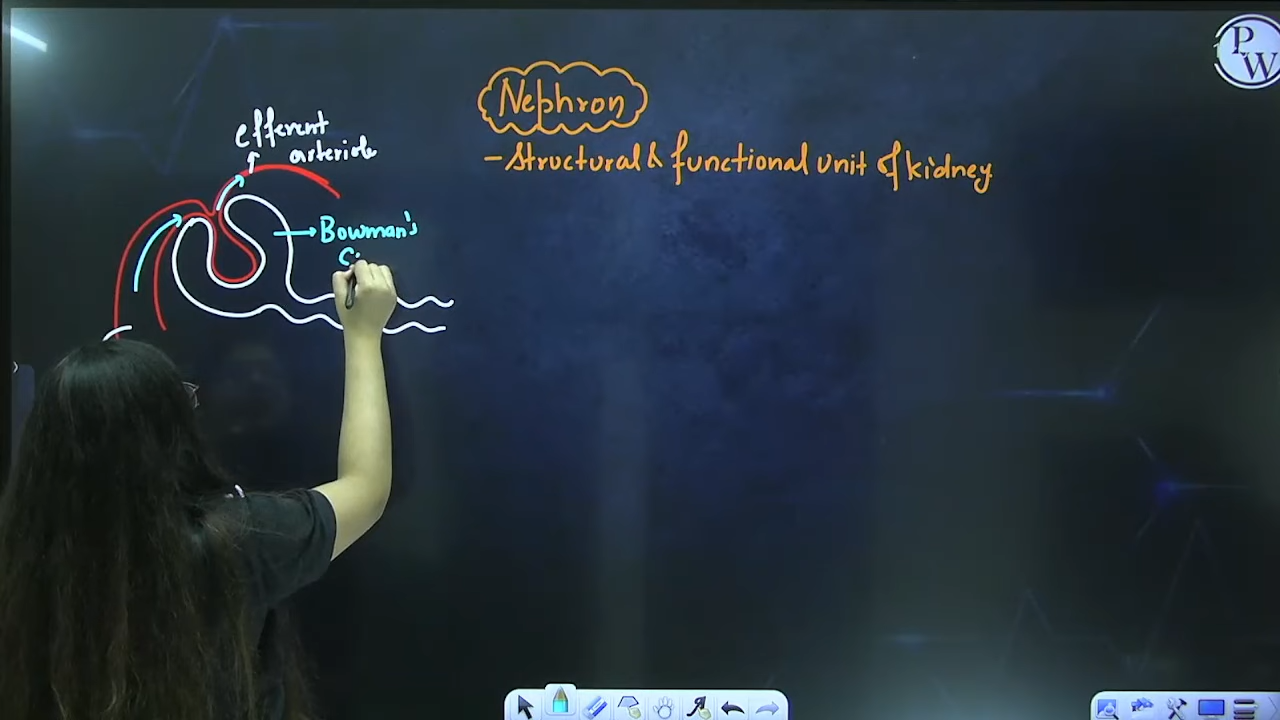 PW
Nephron
- Structural & functional unit of kidney
efferent
arteriole
Bowman's